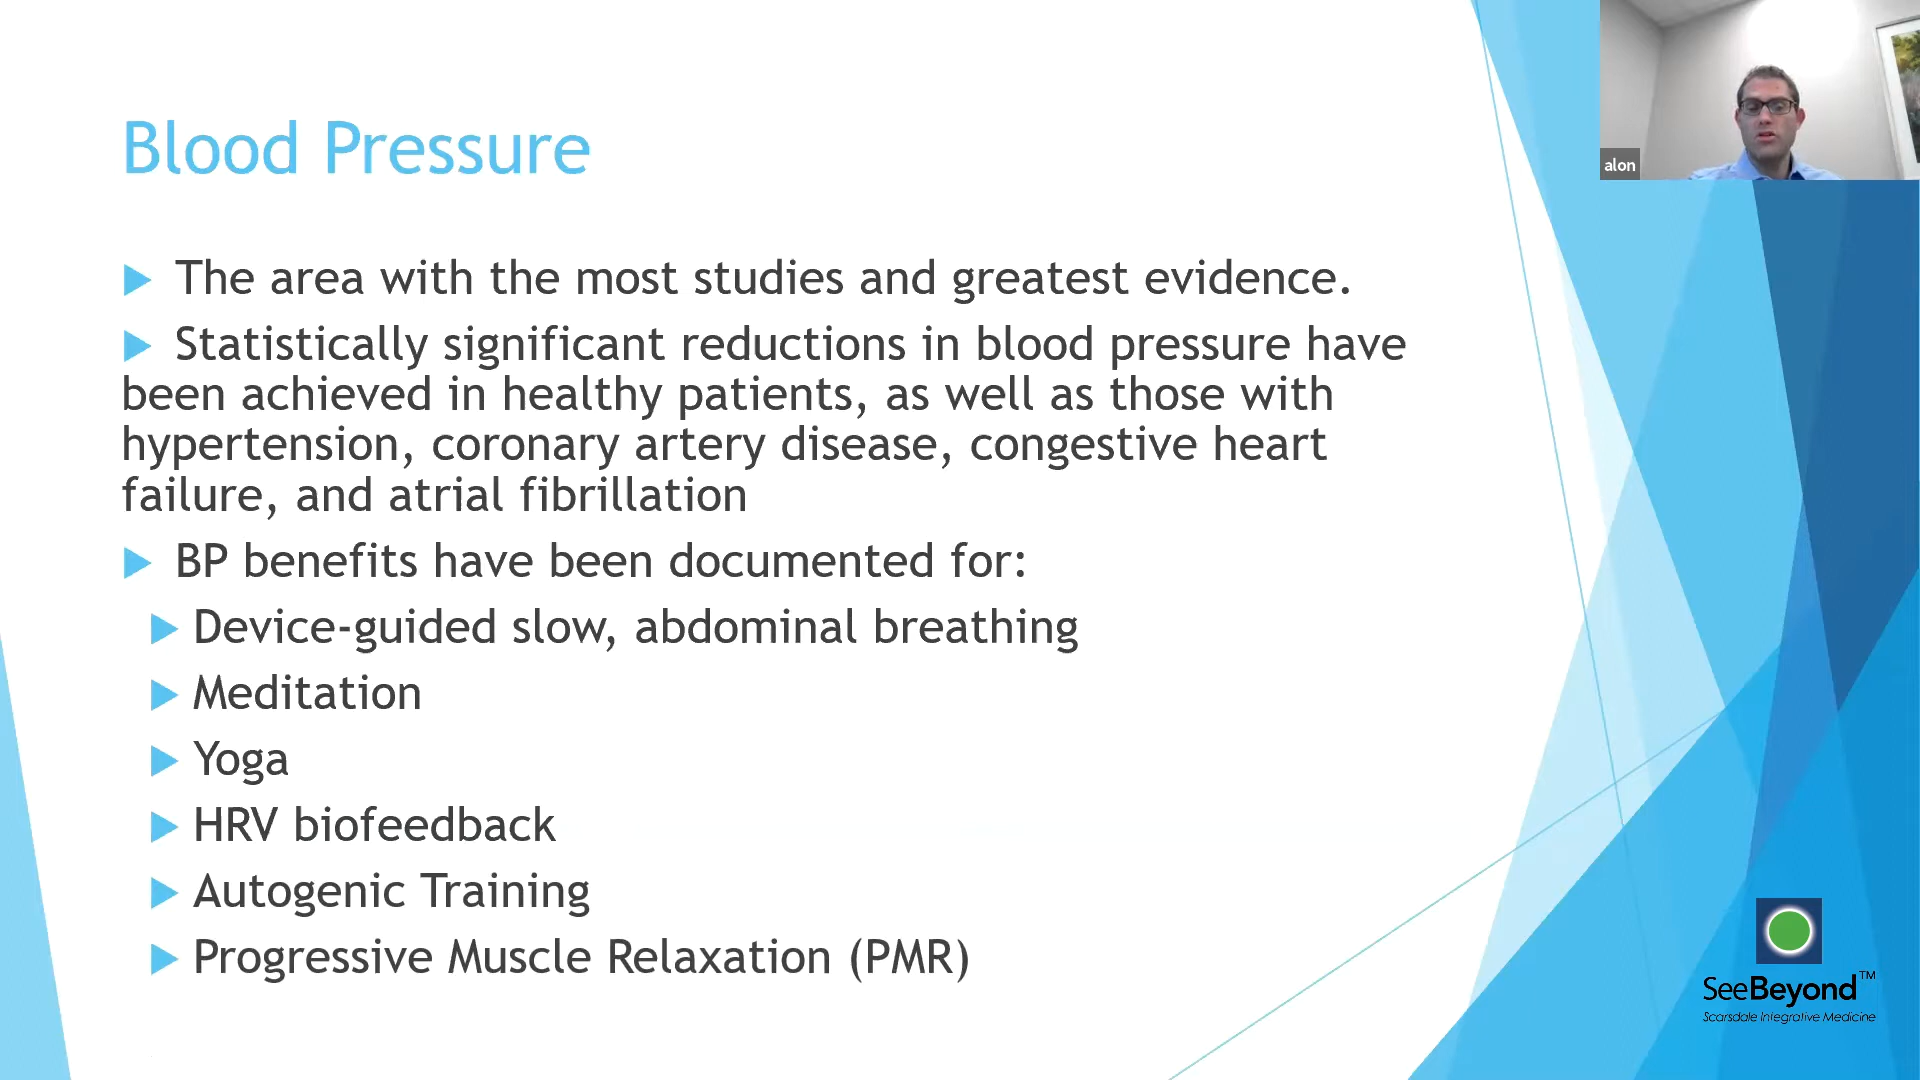 Blood Pressure
The area with the most studies and greatest evidence.
Statistically significant reductions in blood pressure have
been achieved in healthy patients, as well as those with
hypertension, coronary artery disease, congestive heart
failure, and atrial fibrillation
BP benefits have been documented for:
Device-guided slow, abdominal breathing
Meditation
Yoga
HRV biofeedback
Autogenic Training
Progressive Muscle Relaxation (PMR)
alon
SeeBeyond™
Scarsdale Integrative Medicine